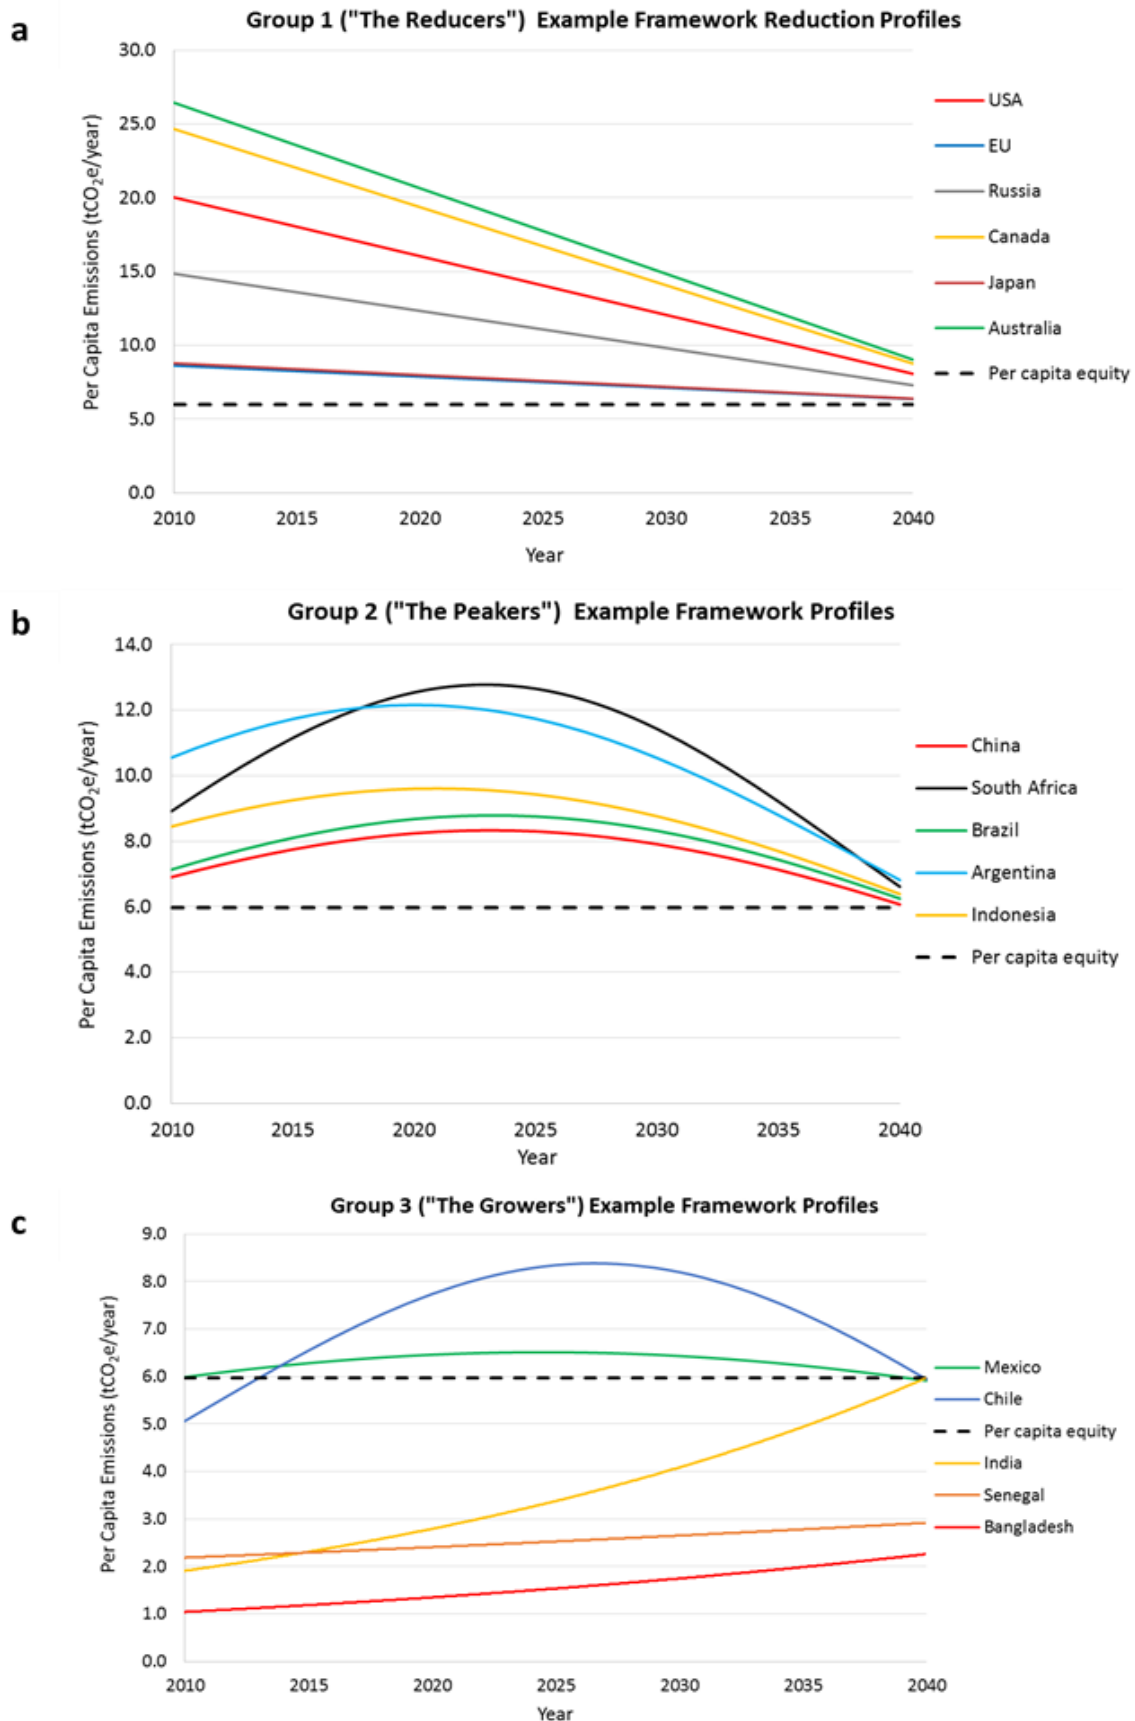 a
Group 1 ("The Reducers") Example Framework Reduction Profiles
Per Capita Emissions (tCO₂e/year)
30.0
25.0
20.0
15.0
10.0
5.0
0.0
2010 2015 2020 2025 2030 2035 2040
Year
USA
EU
Russia
Canada
Japan
Australia
Per capita equity
b
Group 2 ("The Peakers") Example Framework Profiles
Per Capita Emissions (tCO₂e/year)
14.0
12.0
10.0
8.0
6.0
4.0
2.0
0.0
2010 2015 2020 2025 2030 2035 2040
Year
China
South Africa
Brazil
Argentina
Indonesia
Per capita equity
c
Group 3 ("The Growers") Example Framework Profiles
Per Capita Emissions (tCO₂e/year)
9.0
8.0
7.0
6.0
5.0
4.0
3.0
2.0
1.0
0.0
2010 2015 2020 2025 2030 2035 2040
Year
Mexico
Chile
Per capita equity
India
Senegal
Bangladesh